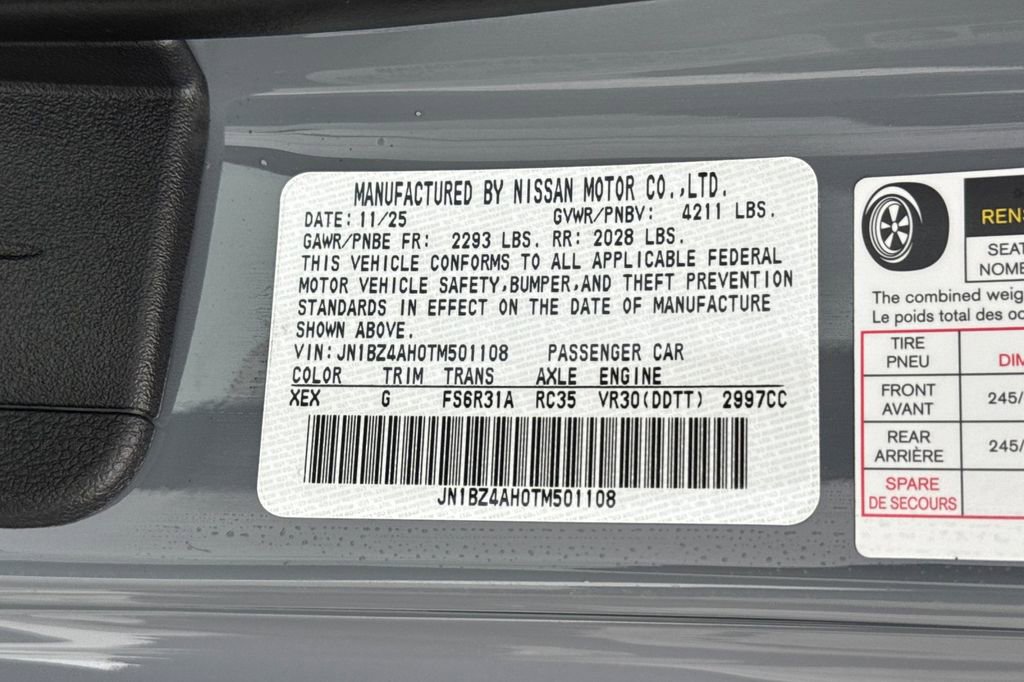 MANUFACTURED BY NISSAN MOTOR CO.,LTD.
DATE: 11/25 GVWR/PNBV: 4211 LBS.
GAWR/PNBE FR: 2293 LBS. RR: 2028 LBS.
THIS VEHICLE CONFORMS TO ALL APPLICABLE FEDERAL
MOTOR VEHICLE SAFETY,BUMPER,AND THEFT PREVENTION
STANDARDS IN EFFECT ON THE DATE OF MANUFACTURE
SHOWN ABOVE.
VIN: JN1BZ4AH0TM501108 PASSENGER CAR
COLOR TRIM TRANS AXLE ENGINE
XEX G FS6R31A RC35 VR30(DDTT) 2997CC
JN1BZ4AH0TM501108
REN
SEAT
NOMB
The combined weig
Le poids total des oc
TIRE
PNEU
DIM
FRONT
AVANT
245/
REAR
ARRIÈRE
245/
SPARE
DE SECOURS